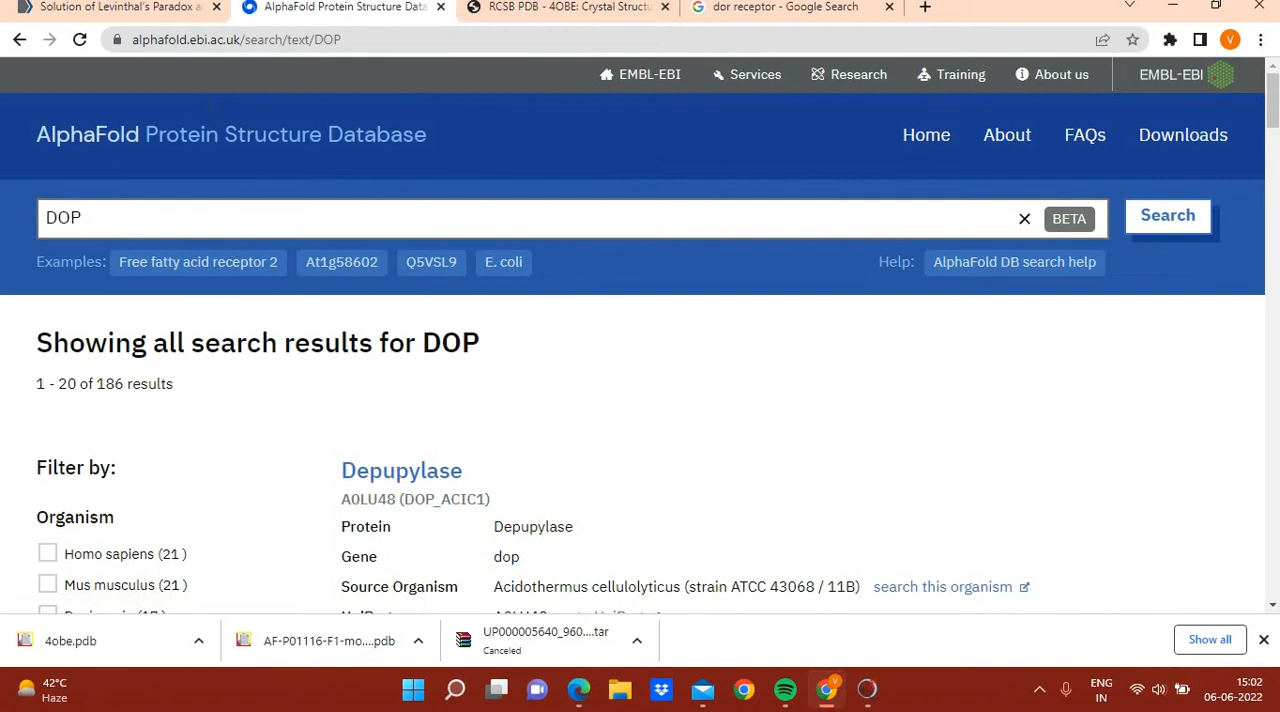 Solution of Levinthal's Paradox a
AlphaFold Protein Structure Data
RCSB PDB - 4OBE: Crystal Structu
dor receptor - Google Search
alphafold.ebi.ac.uk/search/text/DOP
V
EMBL-EBI
Services
Research
Training
About us
EMBL-EBI
AlphaFold Protein Structure Database
Home
About
FAQs
Downloads
DOP
BETA
Search
Examples:
Free fatty acid receptor 2
At1g58602
Q5VSL9
E. coli
Help:
AlphaFold DB search help
Showing all search results for DOP
1 - 20 of 186 results
Filter by:
Organism
Homo sapiens (21 )
Mus musculus (21 )
Depupylase
A0LU48 (DOP_ACIC1)
Protein Depupylase
Gene dop
Source Organism Acidothermus cellulolyticus (strain ATCC 43068 / 11B) search this organism
4obe.pdb
AF-P01116-F1-mo....pdb
UP000005640_960....tar
Canceled
Show all
42°C
Haze
V
ENG
IN
15:02
06-06-2022